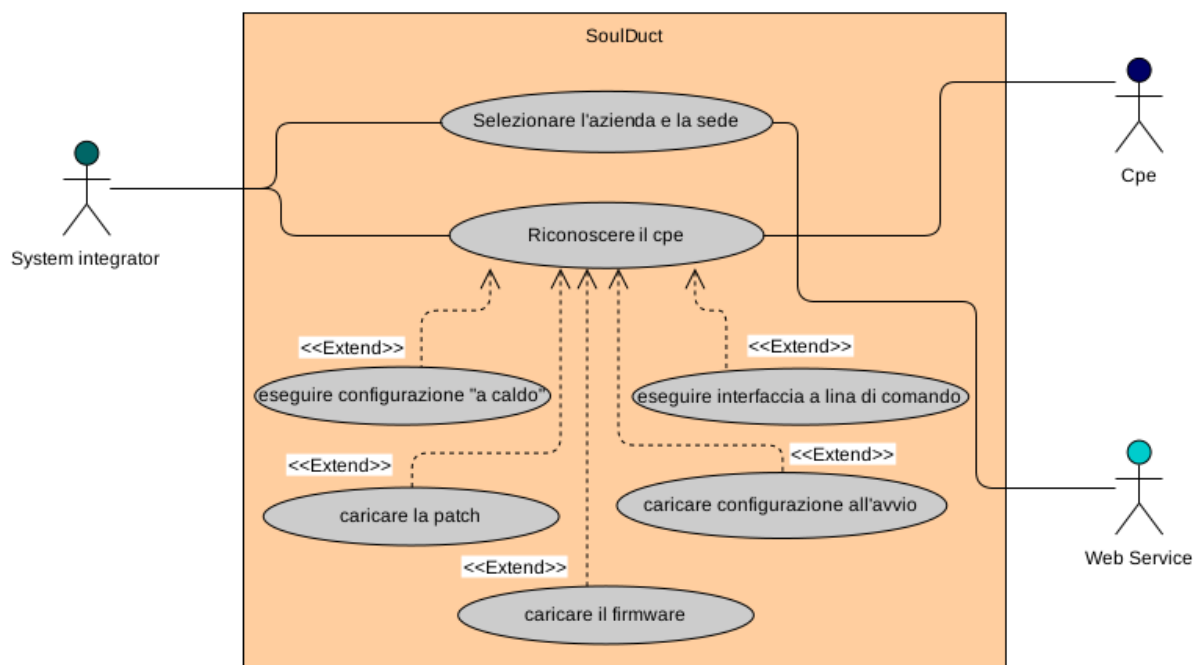 SoulDuct
Selezionare l'azienda e la sede
Cpe
System integrator
Riconoscere il cpe
<<Extend>>
<<Extend>>
eseguire configurazione "a caldo"
eseguire interfaccia a lina di comando
<<Extend>>
<<Extend>>
caricare la patch
caricare configurazione all'avvio
Web Service
<<Extend>>
caricare il firmware